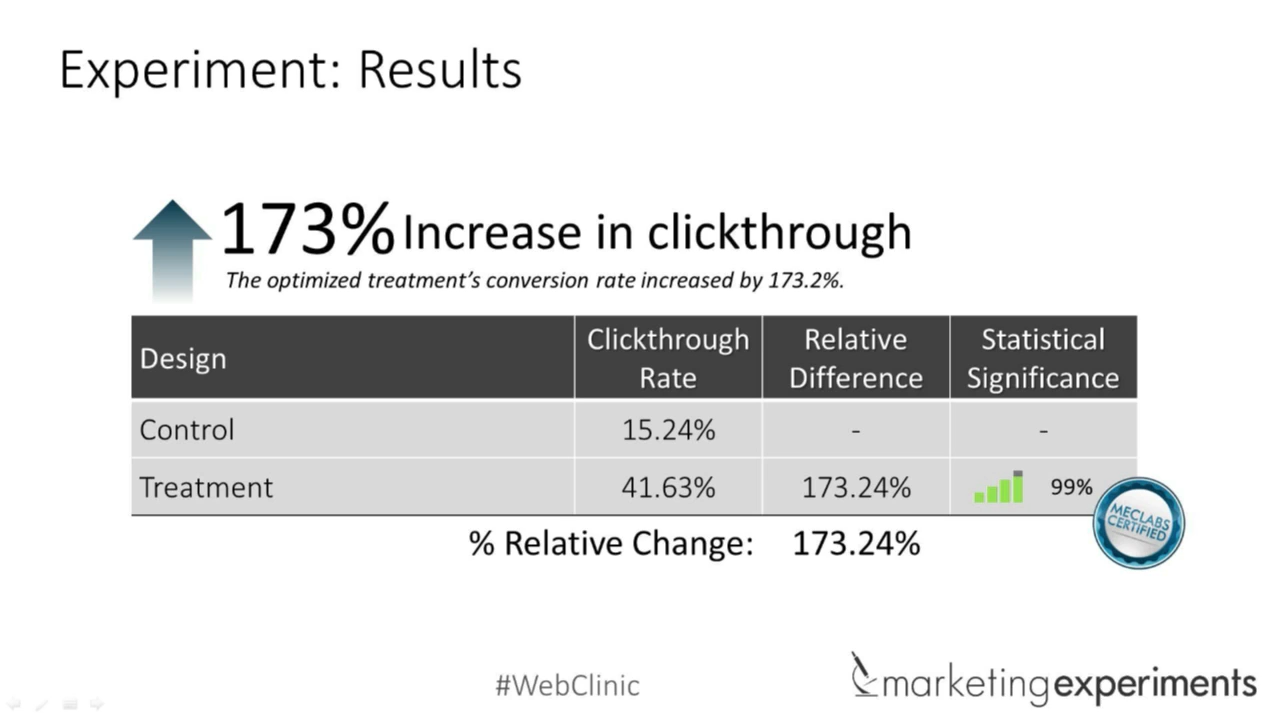 Experiment: Results
173% Increase in clickthrough
The optimized treatment's conversion rate increased by 173.2%.
Design
Clickthrough
Rate
Relative
Difference
Statistical
Significance
Control 15.24% - -
Treatment 41.63% 173.24% 99%
MECLABS
CERTIFIED
% Relative Change: 173.24%
#WebClinic
marketingexperiments